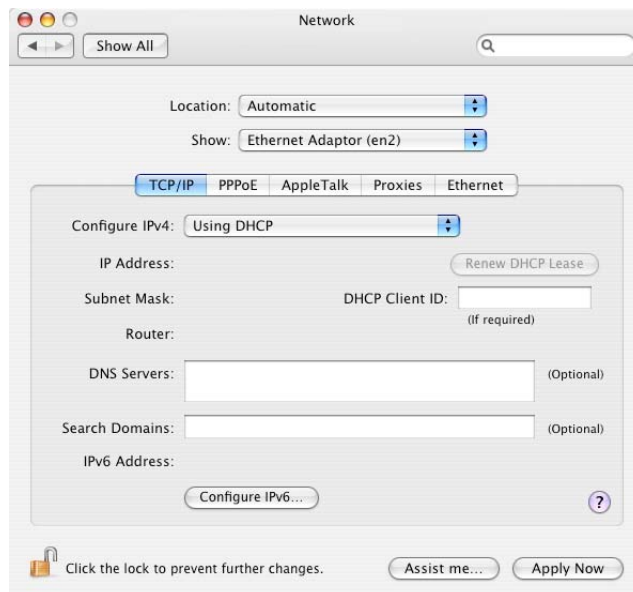 Network
Show All
Location: Automatic
Show: Ethernet Adaptor (en2)
TCP/IP PPPoE AppleTalk Proxies Ethernet
Configure IPv4: Using DHCP
IP Address: Renew DHCP Lease
Subnet Mask: DHCP Client ID:
(If required)
Router:
DNS Servers: (Optional)
Search Domains: (Optional)
IPv6 Address:
Configure IPv6...
?
Click the lock to prevent further changes. Assist me... Apply Now